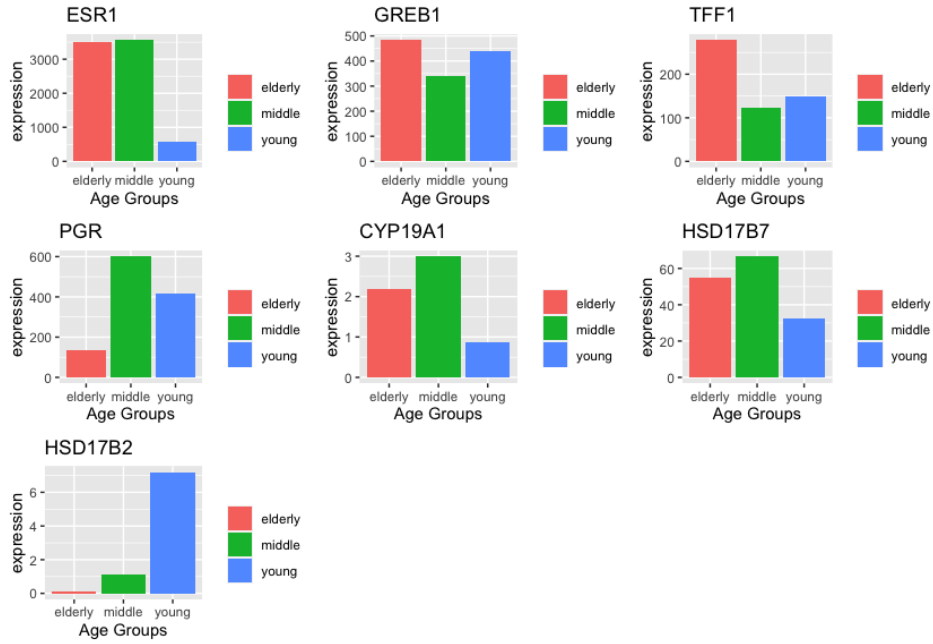 ESR1
expression
3000
2000
1000
0
elderly middle young
Age Groups
elderly
middle
young
GREB1
expression
500
400
300
200
100
0
elderly middle young
Age Groups
elderly
middle
young
TFF1
expression
200
100
0
elderly middle young
Age Groups
elderly
middle
young
PGR
expression
600
400
200
0
elderly middle young
Age Groups
elderly
middle
young
CYP19A1
expression
3
2
1
0
elderly middle young
Age Groups
elderly
middle
young
HSD17B7
expression
60
40
20
0
elderly middle young
Age Groups
elderly
middle
young
HSD17B2
expression
6
4
2
0
elderly middle young
Age Groups
elderly
middle
young